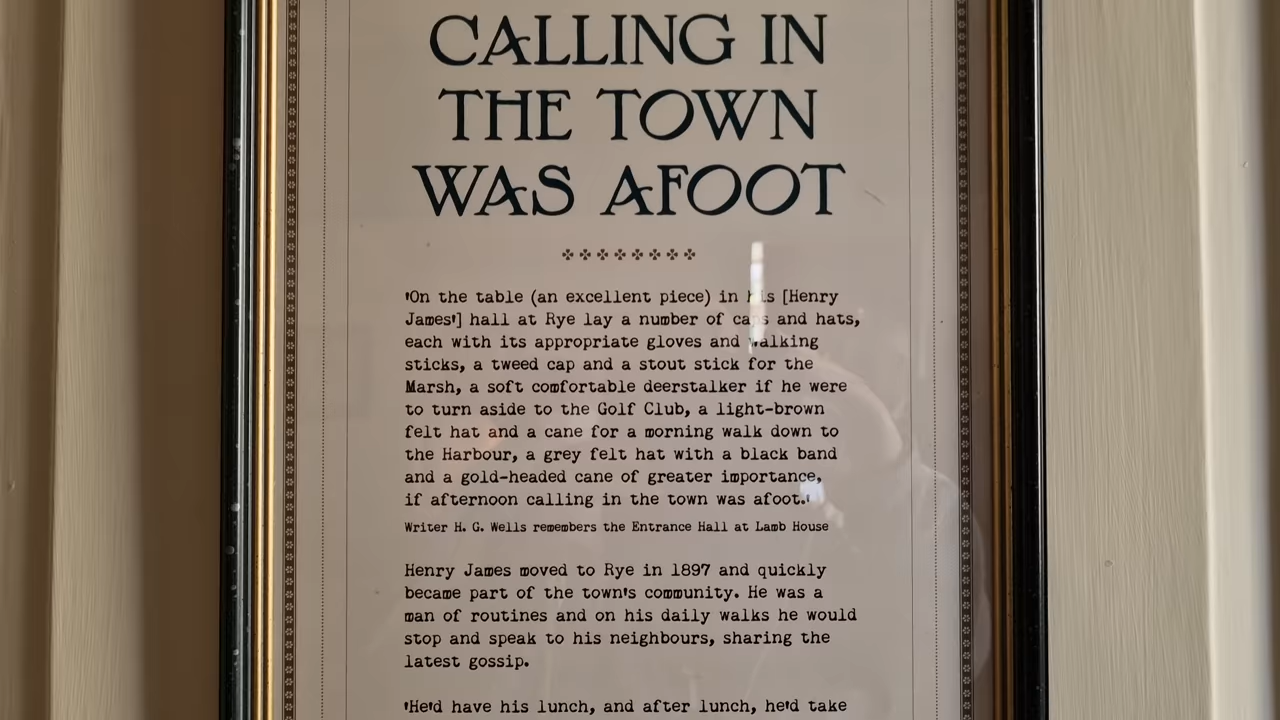 CALLING IN
THE TOWN
WAS AFOOT
'On the table (an excellent piece) in his [Henry
James'] hall at Rye lay a number of caps and hats,
each with its appropriate gloves and walking
sticks, a tweed cap and a stout stick for the
Marsh, a soft comfortable deerstalker if he were
to turn aside to the Golf Club, a light-brown
felt hat and a cane for a morning walk down to
the Harbour, a grey felt hat with a black band
and a gold-headed cane of greater importance,
if afternoon calling in the town was afoot.'
Writer H. G. Wells remembers the Entrance Hall at Lamb House
Henry James moved to Rye in 1897 and quickly
became part of the town's community. He was a
man of routines and on his daily walks he would
stop and speak to his neighbours, sharing the
latest gossip.
'He'd have his lunch, and after lunch, he'd take